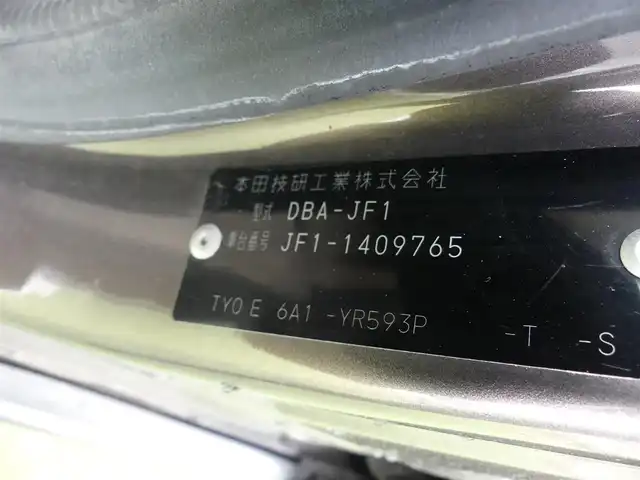 本田技研工業株式会社
型式 DBA-JF1
車台番号 JF1-1409765
TY0 E 6A1 -YR593P -T -S